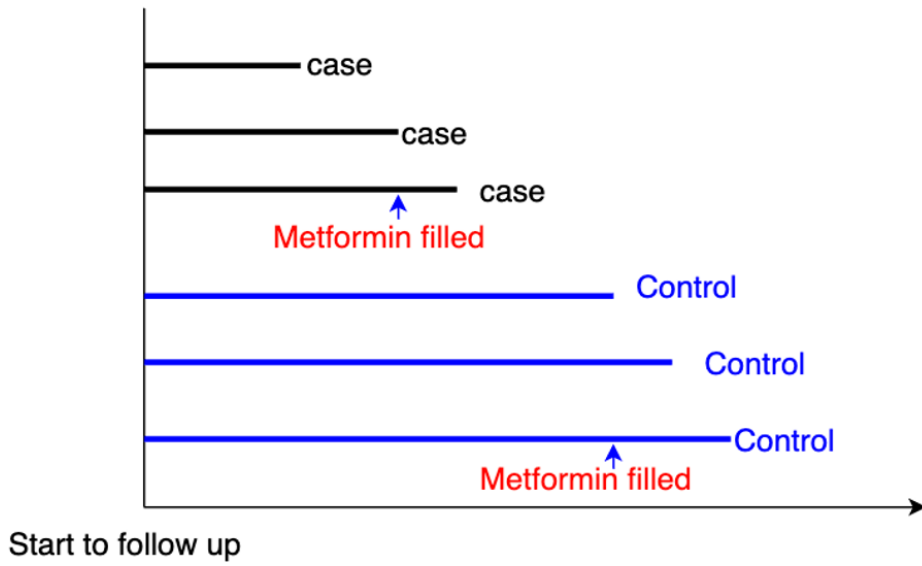 case
case
case
Metformin filled
Control
Control
Control
Metformin filled
Start to follow up